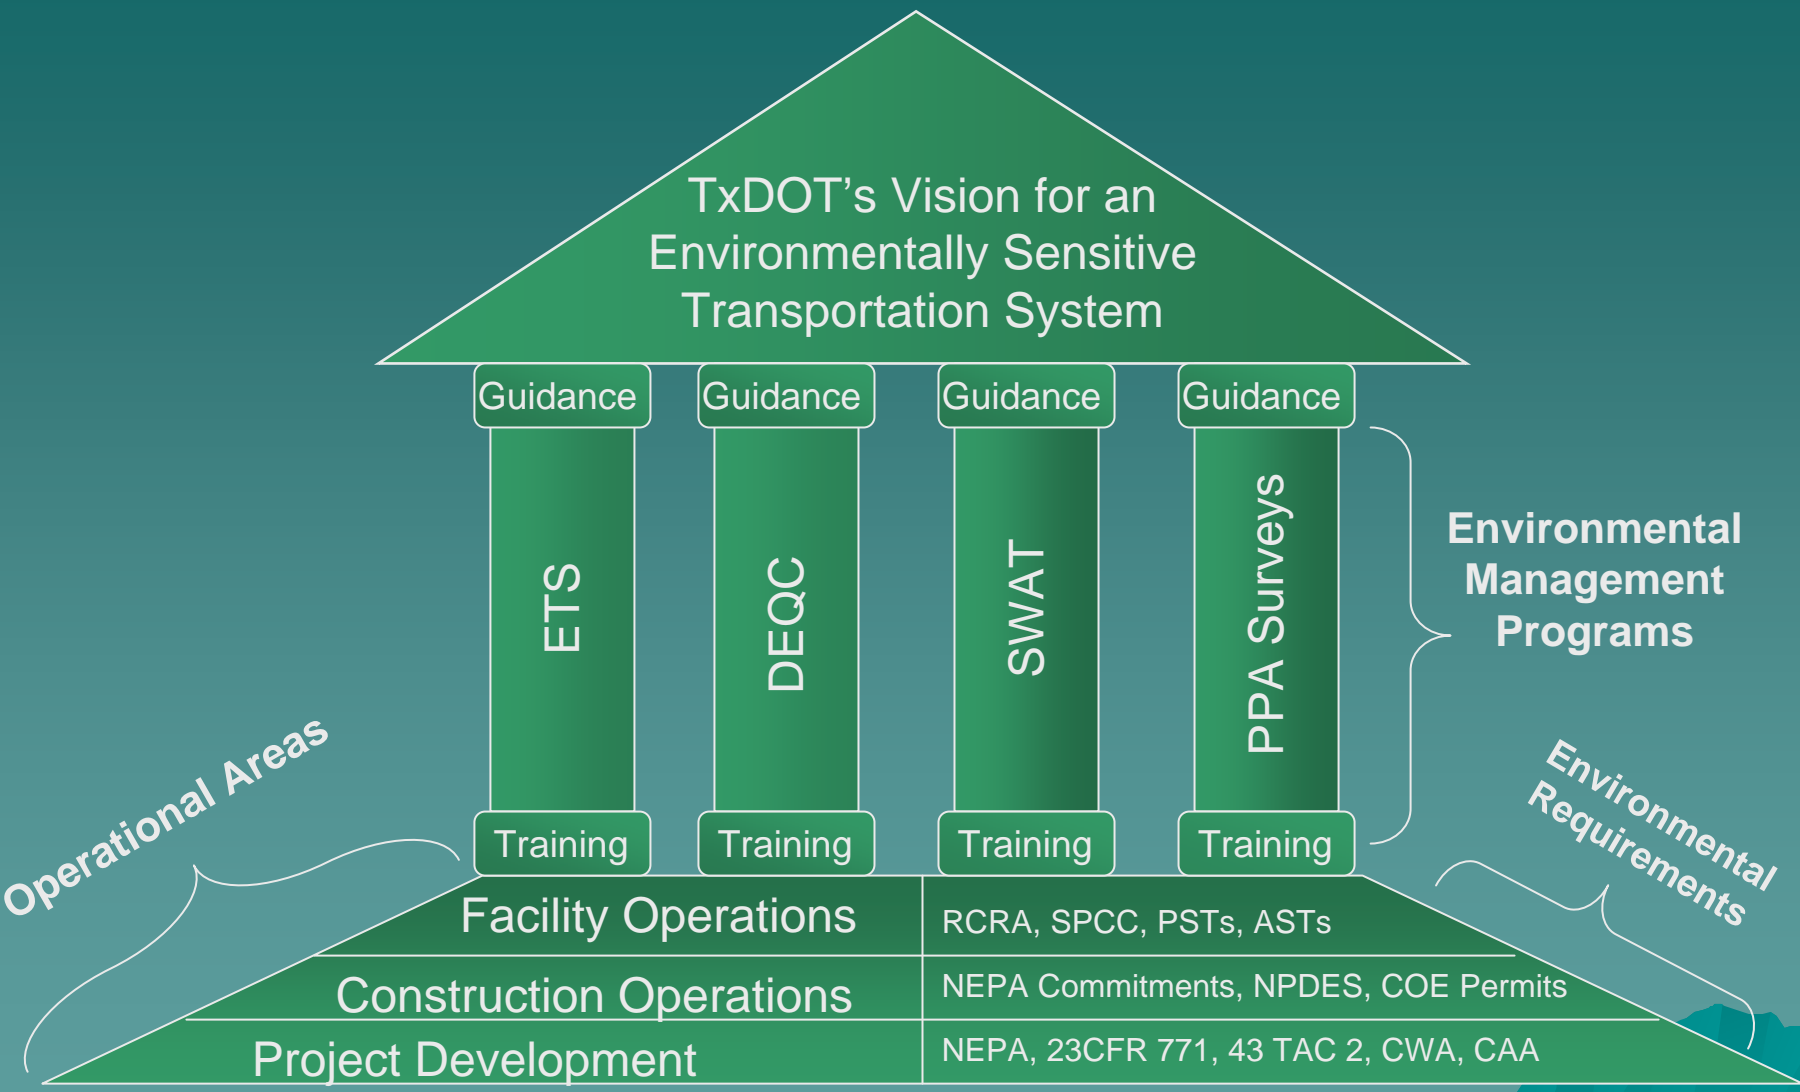 TxDOT’s Vision for an
Environmentally Sensitive
Transportation System
Guidance
Guidance
Guidance
Guidance
ETS
DEQC
SWAT
PPA Surveys
Environmental
Management
Programs
Training
Training
Training
Training
Operational Areas
Environmental
Requirements
Facility Operations
RCRA, SPCC, PSTs, ASTs
Construction Operations
NEPA Commitments, NPDES, COE Permits
Project Development
NEPA, 23CFR 771, 43 TAC 2, CWA, CAA